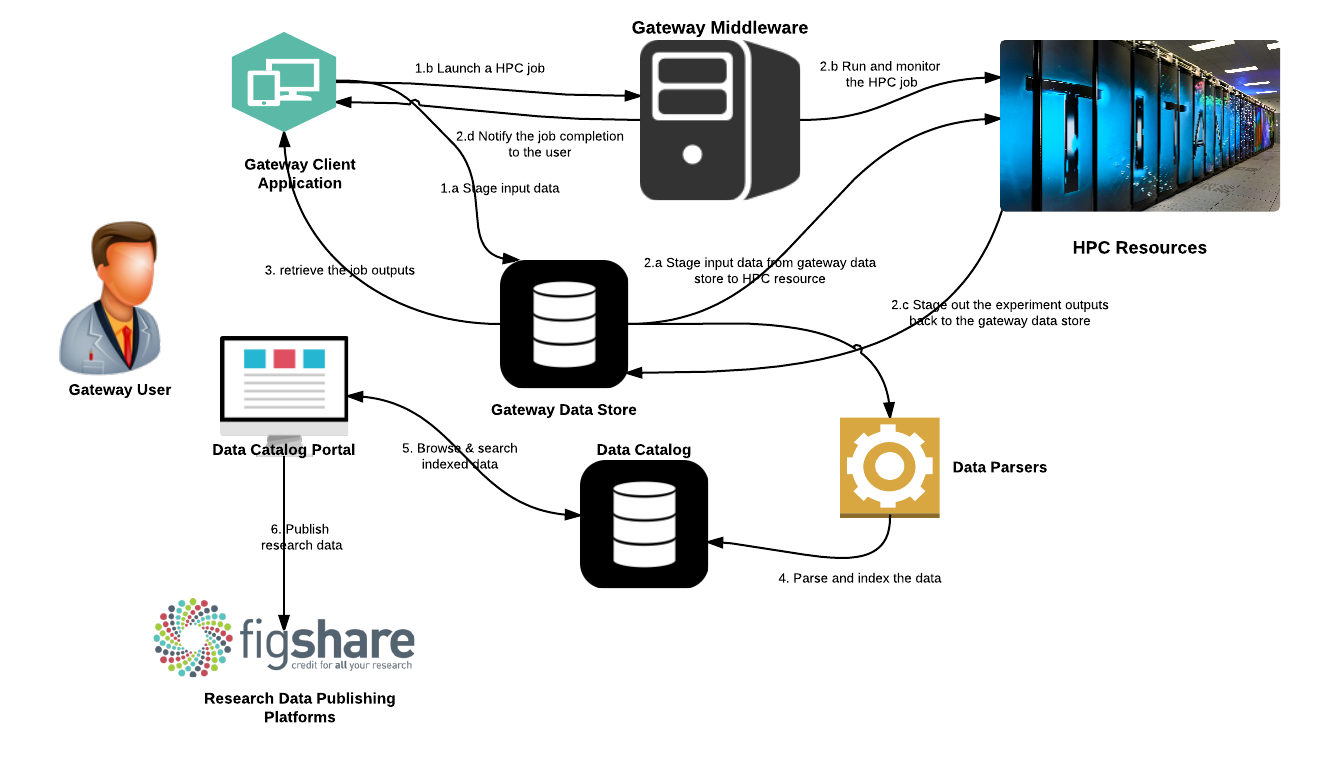 Gateway Middleware
1.b Launch a HPC job
2.b Run and monitor
the HPC job
2.d Notify the job completion
to the user
Gateway Client
Application
1.a Stage input data
TITAN
HPC Resources
3. retrieve the job outputs
2.a Stage input data from gateway data
store to HPC resource
2.c Stage out the experiment outputs
back to the gateway data store
Gateway User
Gateway Data Store
Data Catalog Portal
5. Browse & search
indexed data
Data Catalog
Data Parsers
6. Publish
research data
4. Parse and index the data
figshare
credit for all your research
Research Data Publishing
Platforms